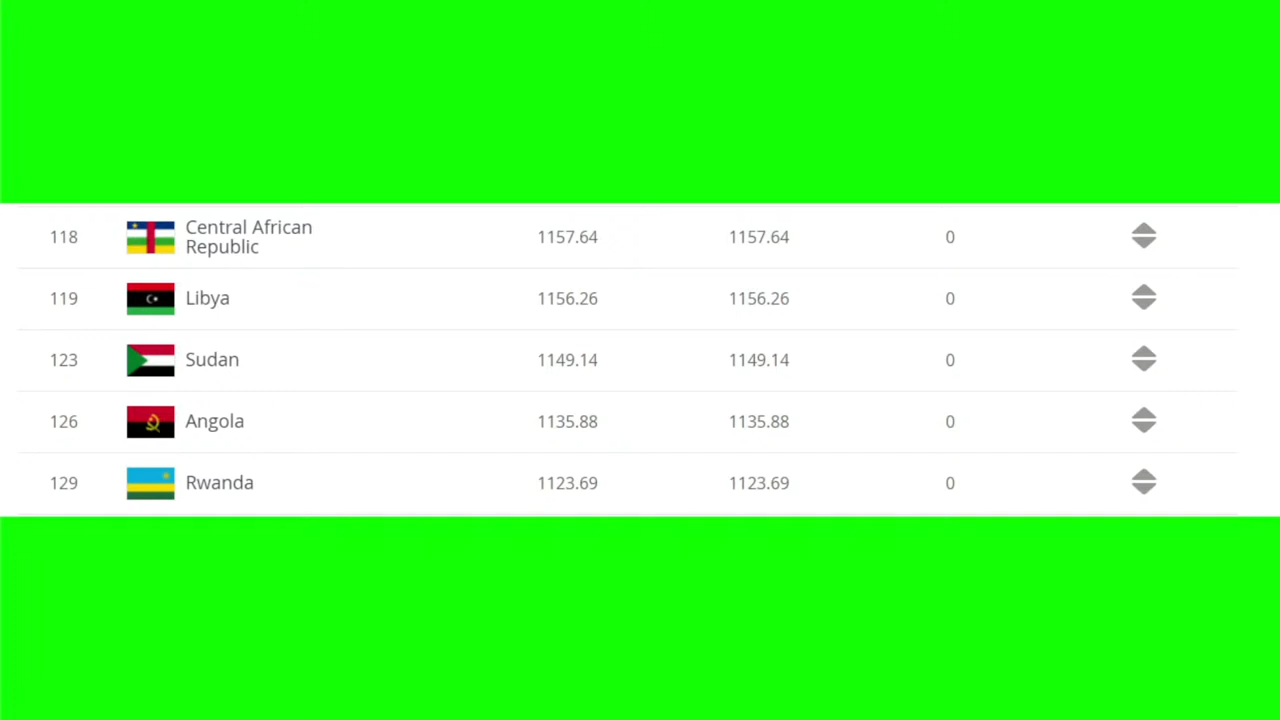 118 Central African Republic 1157.64 1157.64 0
119 Libya 1156.26 1156.26 0
123 Sudan 1149.14 1149.14 0
126 Angola 1135.88 1135.88 0
129 Rwanda 1123.69 1123.69 0